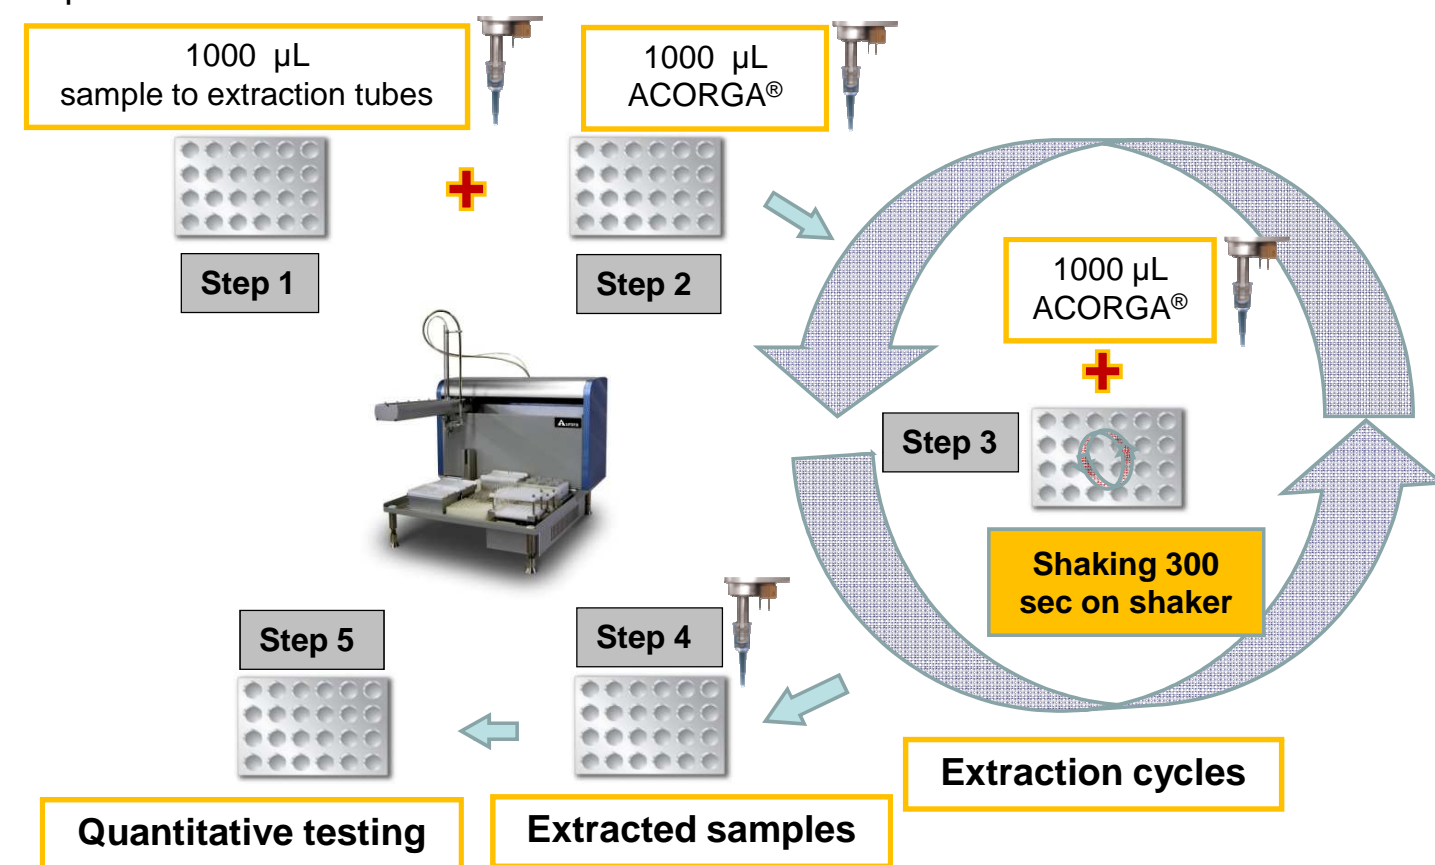 1000 µL
sample to extraction tubes
1000 µL
ACORGA®
Step 1
Step 2
1000 µL
ACORGA®
Step 3
Shaking 300
sec on shaker
Step 5
Step 4
Extraction cycles
Quantitative testing
Extracted samples